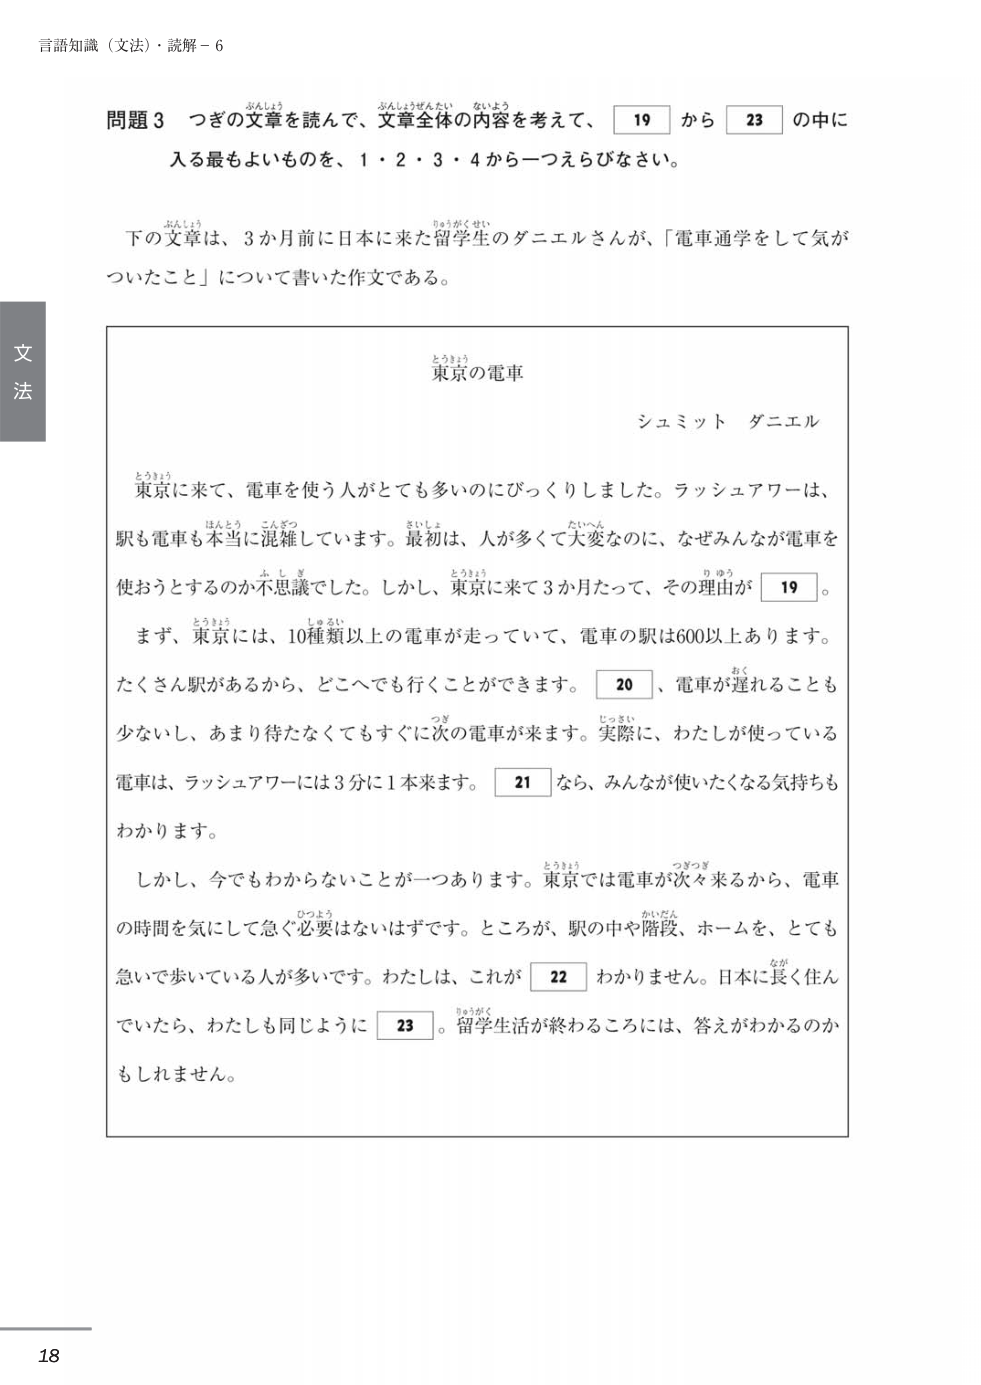 言語知識（文法）・読解－6
問題3　つぎの文章を読んで、文章全体の内容を考えて、 19 から 23 の中に
入る最もよいものを、1・2・3・4から一つえらびなさい。
下の文章は、3か月前に日本に来た留学生のダニエルさんが、「電車通学をして気が
ついたこと」について書いた作文である。
文法
東京の電車
シュミット　ダニエル
東京に来て、電車を使う人がとても多いのにびっくりしました。ラッシュアワーは、
駅も電車も本当に混雑しています。最初は、人が多くて大変なのに、なぜみんなが電車を
使おうとするのか不思議でした。しかし、東京に来て3か月たって、その理由が 19 。
まず、東京には、10種類以上の電車が走っていて、電車の駅は600以上あります。
たくさん駅があるから、どこへでも行くことができます。 20 、電車が遅れることも
少ないし、あまり待たなくてもすぐに次の電車が来ます。実際に、わたしが使っている
電車は、ラッシュアワーには3分に1本来ます。 21 なら、みんなが使いたくなる気持ちも
わかります。
しかし、今でもわからないことが一つあります。東京では電車が次々来るから、電車
の時間を気にして急ぐ必要はないはずです。ところが、駅の中や階段、ホームを、とても
急いで歩いている人が多いです。わたしは、これが 22 わかりません。日本に長く住ん
でいたら、わたしも同じように 23 。留学生活が終わるころには、答えがわかるのか
もしれません。
18